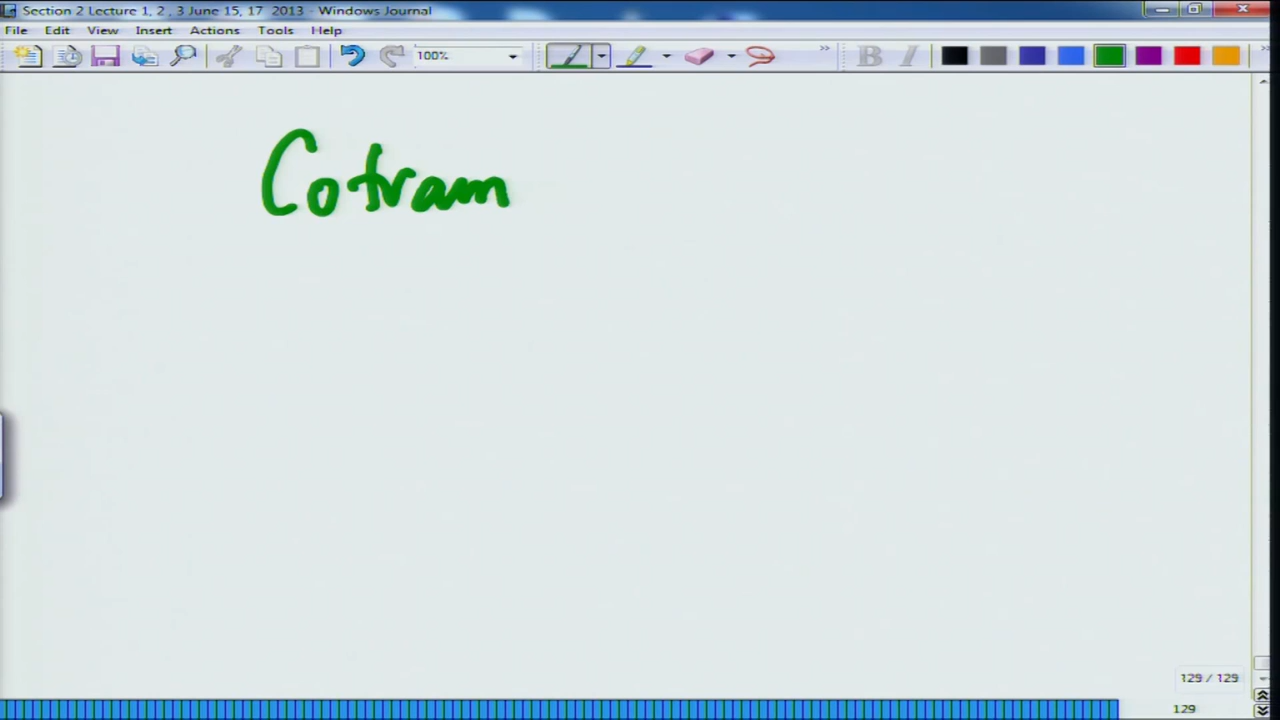 Section 2 Lecture 1, 2 , 3 June 15, 17  2013 - Windows Journal
File Edit View Insert Actions Tools Help
100% B I
Cotram
129 / 129
129